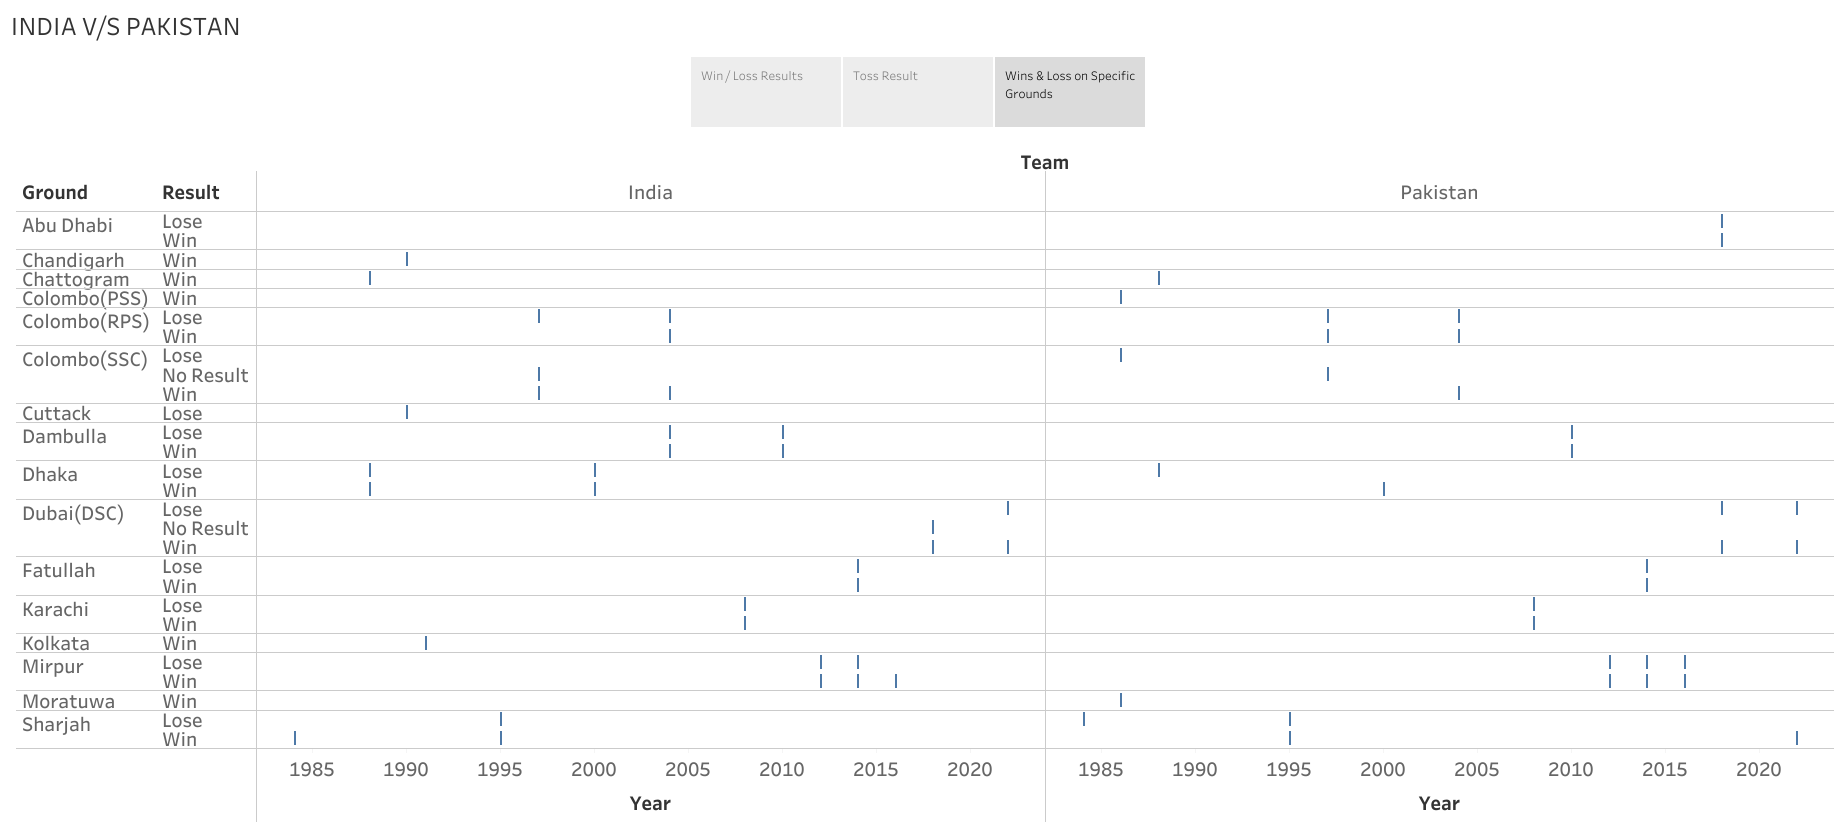 INDIA V/S PAKISTAN
Win / Loss Results
Toss Result
Wins & Loss on Specific
Grounds
Team
Ground Result India Pakistan
Abu Dhabi Lose
Win
Chandigarh Win
Chattogram Win
Colombo(PSS) Win
Colombo(RPS) Lose
Win
Colombo(SSC) Lose
No Result
Win
Cuttack Lose
Dambulla Lose
Win
Dhaka Lose
Win
Dubai(DSC) Lose
No Result
Win
Fatullah Lose
Win
Karachi Lose
Win
Kolkata Win
Mirpur Lose
Win
Moratuwa Win
Sharjah Lose
Win
1985 1990 1995 2000 2005 2010 2015 2020 1985 1990 1995 2000 2005 2010 2015 2020
Year Year